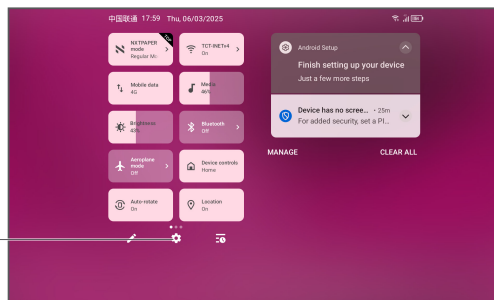 中国联通 17:59 Thu, 06/03/2025
NXTPAPER
mode
Regular Mo
TCT-INETv4
On
Mobile data
4G
Media
46%
Brightness
43%
Bluetooth
Off
Aeroplane
mode
Off
Device controls
Home
Auto-rotate
On
Location
On
Android Setup
Finish setting up your device
Just a few more steps
Device has no scree... • 25m
For added security, set a PI...
MANAGE
CLEAR ALL